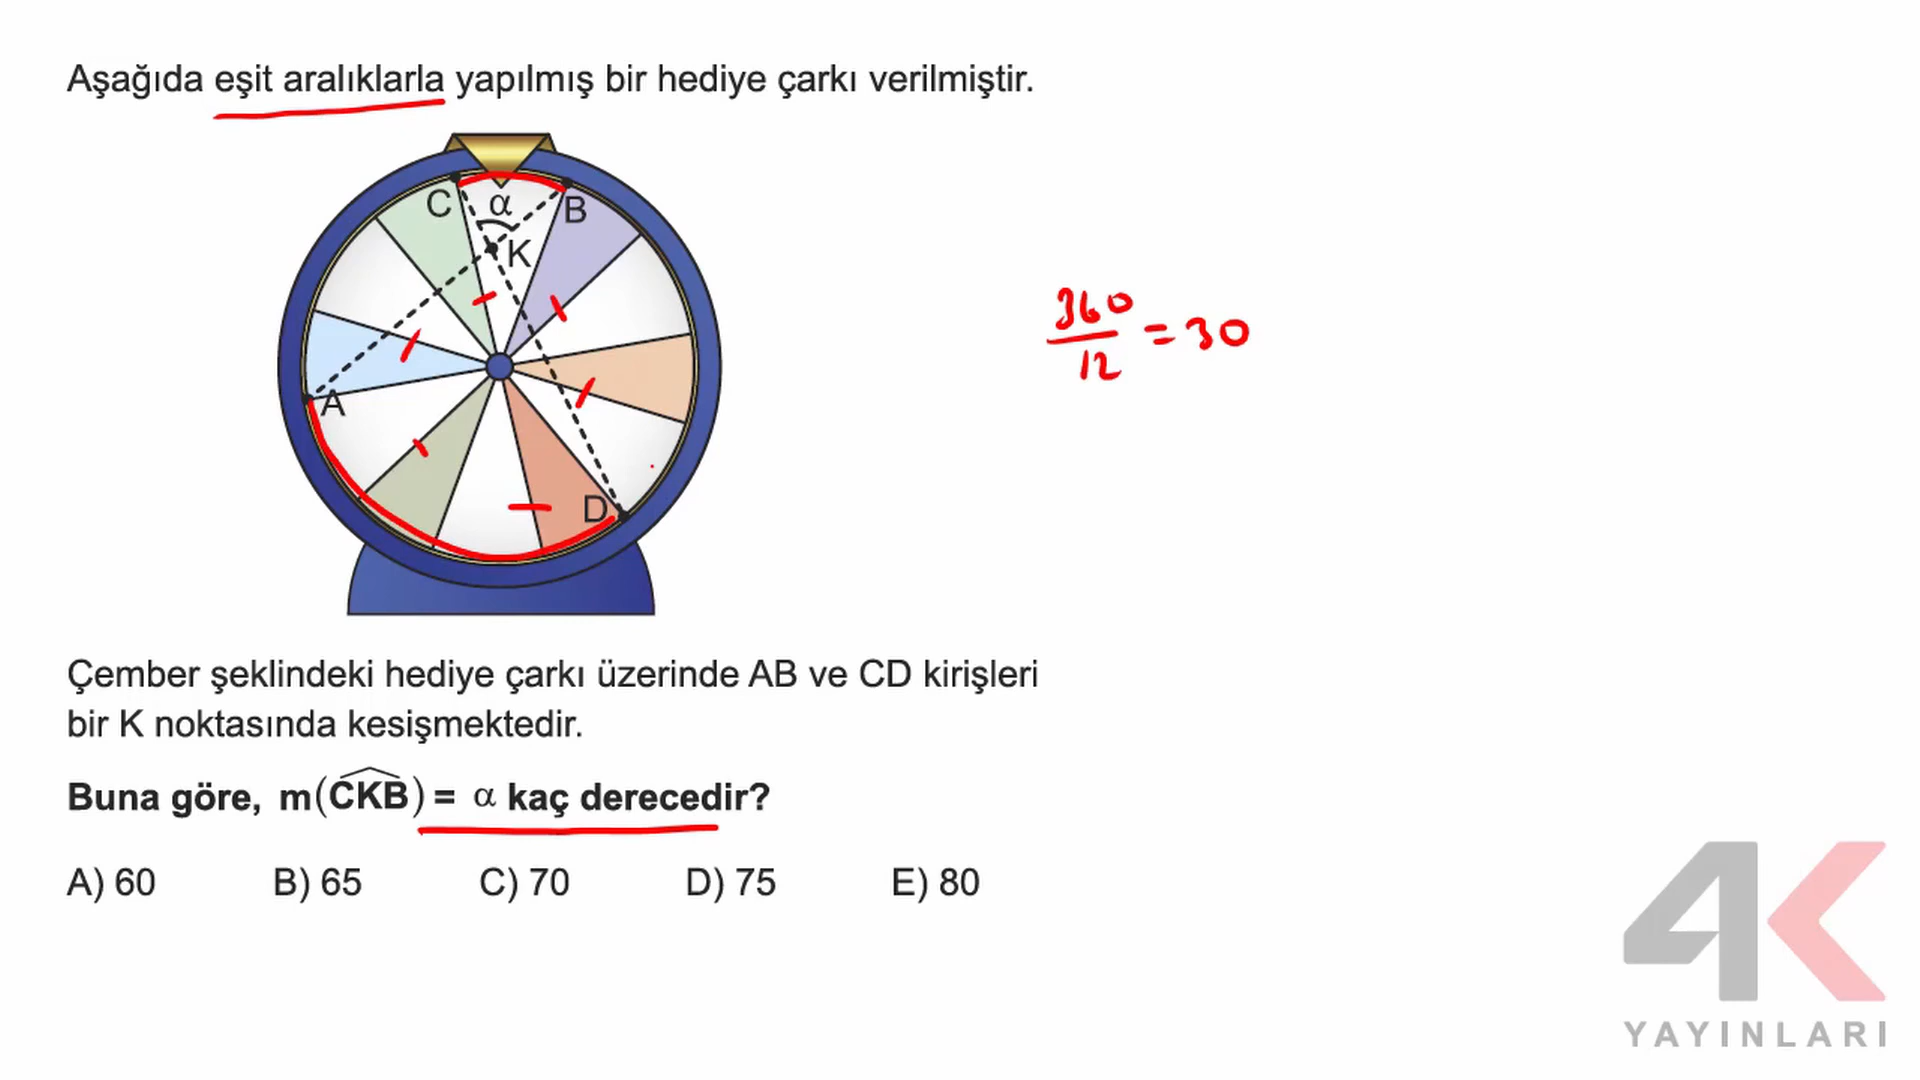 Aşağıda eşit aralıklarla yapılmış bir hediye çarkı verilmiştir.
C α B
K
A
D
360/12 = 30
Çember şeklindeki hediye çarkı üzerinde AB ve CD kirişleri
bir K noktasında kesişmektedir.
Buna göre, m(CKB) = α kaç derecedir?
A) 60 B) 65 C) 70 D) 75 E) 80
4K
YAYINLARI